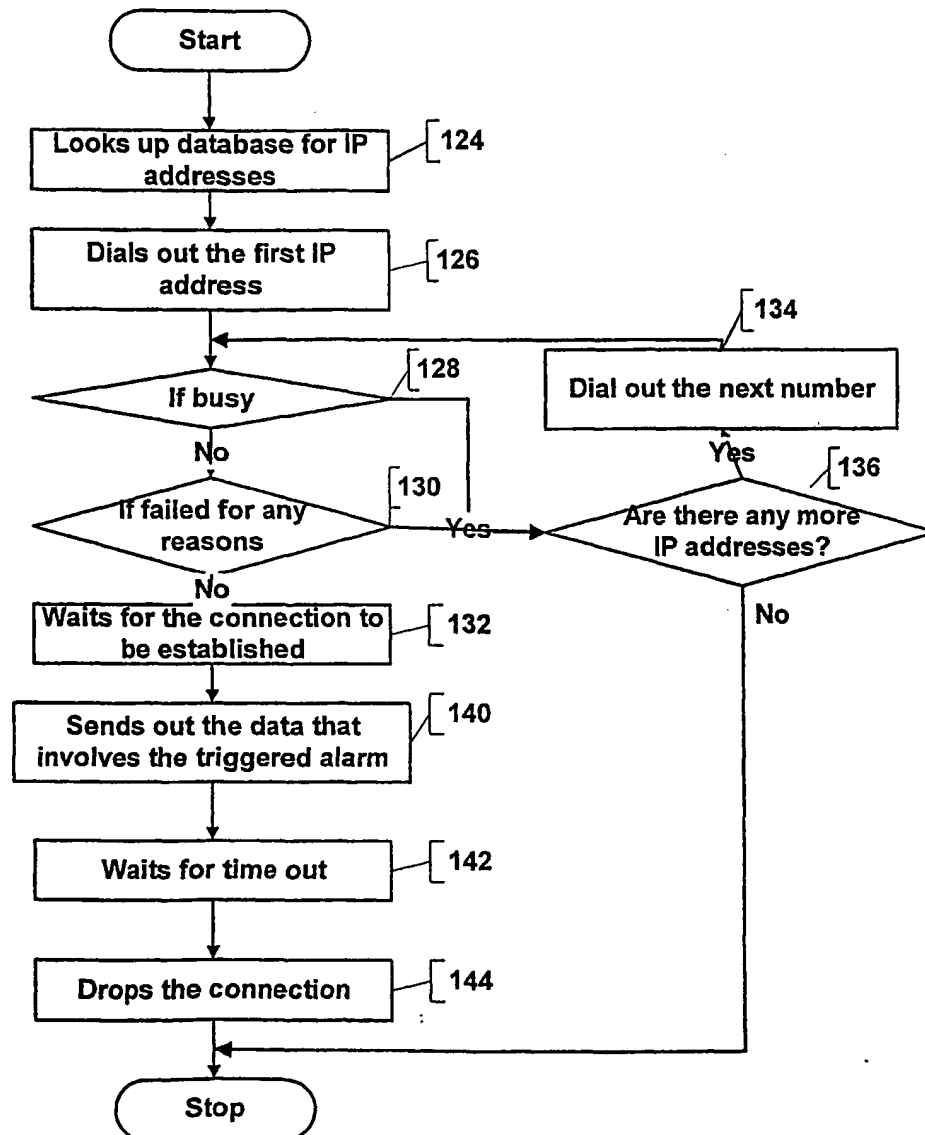 Start
Looks up database for IP
addresses
124
Dials out the first IP
address
126
134
Dial out the next number
If busy
128
No
Yes
136
If failed for any
reasons
130
Yes
Are there any more
IP addresses?
No
No
Waits for the connection to
be established
132
Sends out the data that
involves the triggered alarm
140
Waits for time out
142
Drops the connection
144
Stop